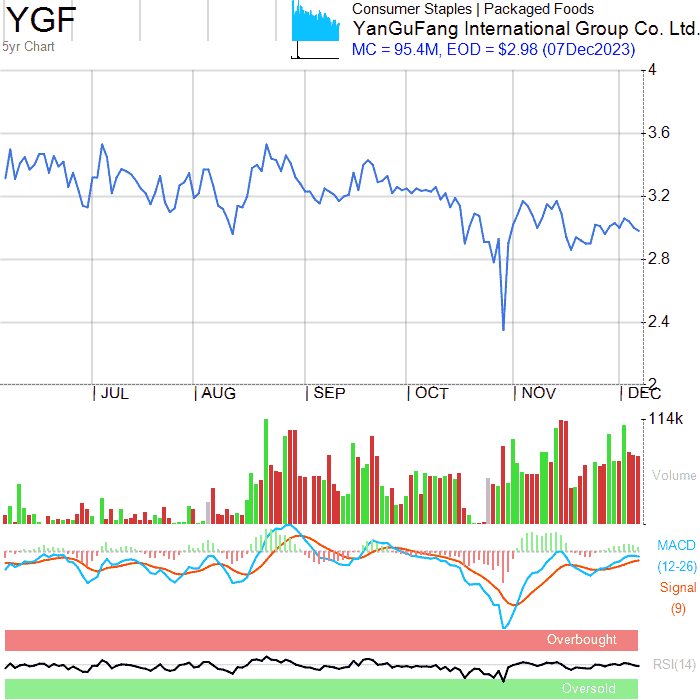 YGF
5yr Chart
Consumer Staples | Packaged Foods
YanGuFang International Group Co. Ltd.
MC = 95.4M, EOD = $2.98 (07Dec2023)
4
3.6
3.2
2.8
2.4
2
| JUL | AUG | SEP | OCT | NOV | DEC
114k
Volume
MACD
(12-26)
Signal
(9)
Overbought
RSI(14)
Oversold